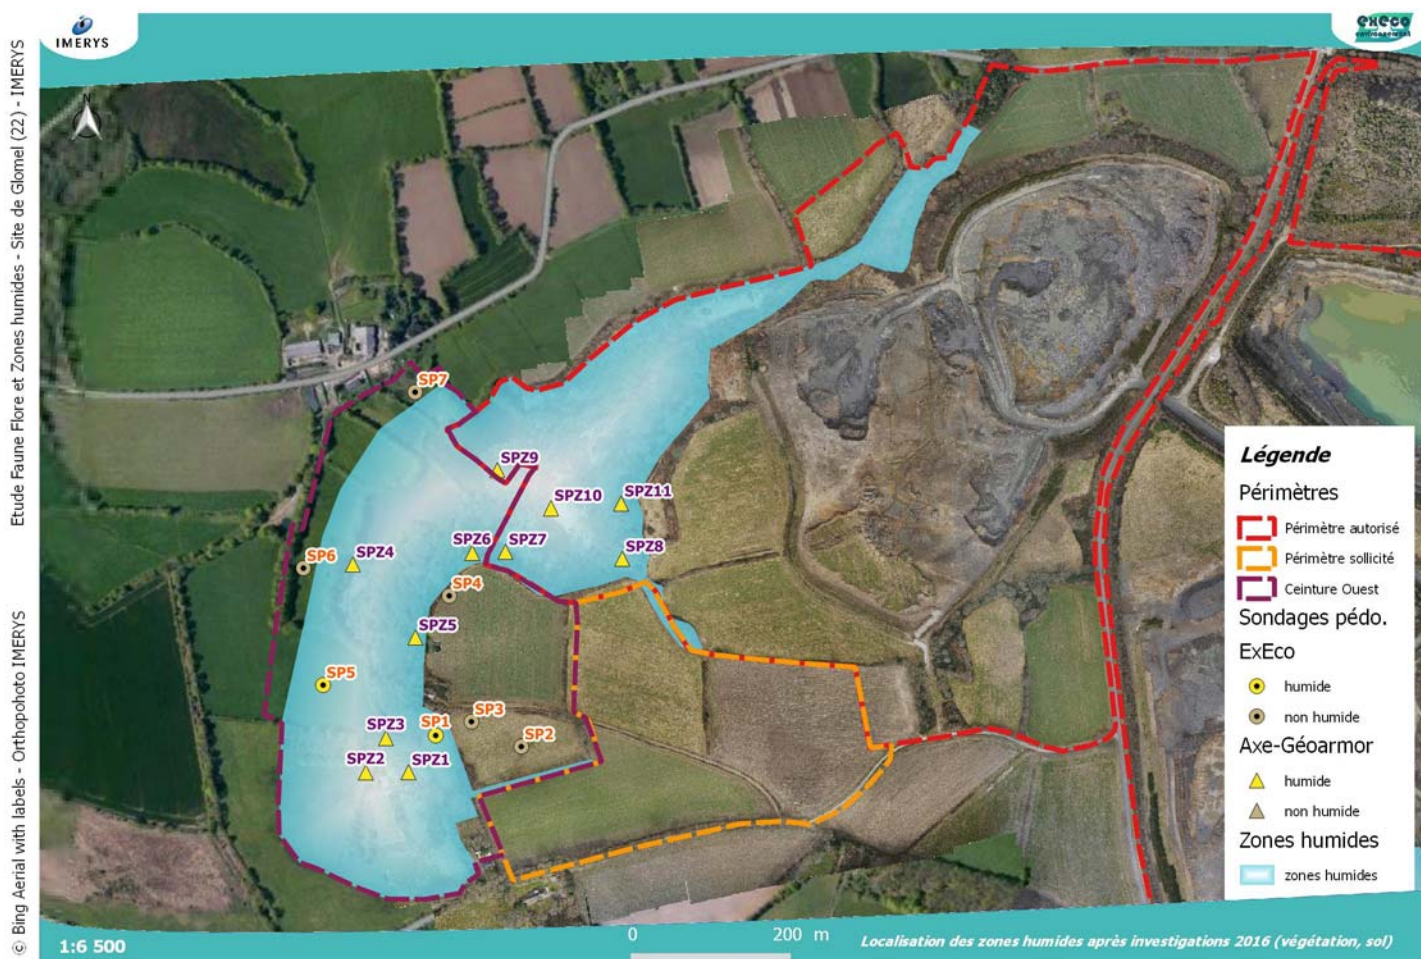 IMERYS
ExEco
environnement
Etude Faune Flore et Zones humides - Site de Glomel (22) - IMERYS
© Bing Aerial with labels - Orthopohoto IMERYS
N
SP7
SPZ9
SPZ10
SPZ11
SPZ6
SPZ7
SPZ8
SP6
SPZ4
SP4
SPZ5
SP5
SP3
SP1
SPZ3
SP2
SPZ2
SPZ1
Légende
Périmètres
Périmètre autorisé
Périmètre sollicité
Ceinture Ouest
Sondages pédo.
ExEco
humide
non humide
Axe-Géoarmor
humide
non humide
Zones humides
zones humides
1:6 500
0 200 m
Localisation des zones humides après investigations 2016 (végétation, sol)